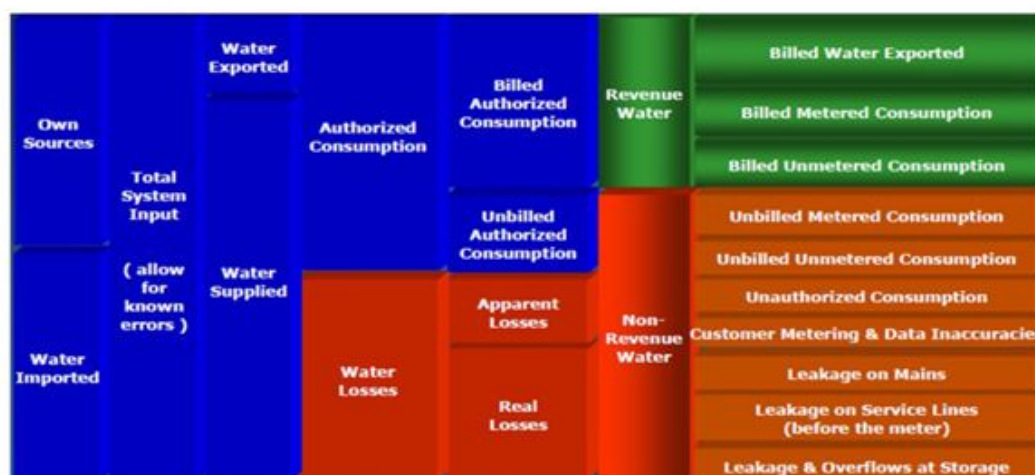 Own
Sources
Water
Imported
Total
System
Input
( allow
for
known
errors )
Water
Exported
Water
Supplied
Authorized
Consumption
Water
Losses
Billed
Authorized
Consumption
Unbilled
Authorized
Consumption
Apparent
Losses
Real
Losses
Revenue
Water
Non-
Revenue
Water
Billed Water Exported
Billed Metered Consumption
Billed Unmetered Consumption
Unbilled Metered Consumption
Unbilled Unmetered Consumption
Unauthorized Consumption
Customer Metering & Data Inaccuracie
Leakage on Mains
Leakage on Service Lines
(before the meter)
Leakage & Overflows at Storage